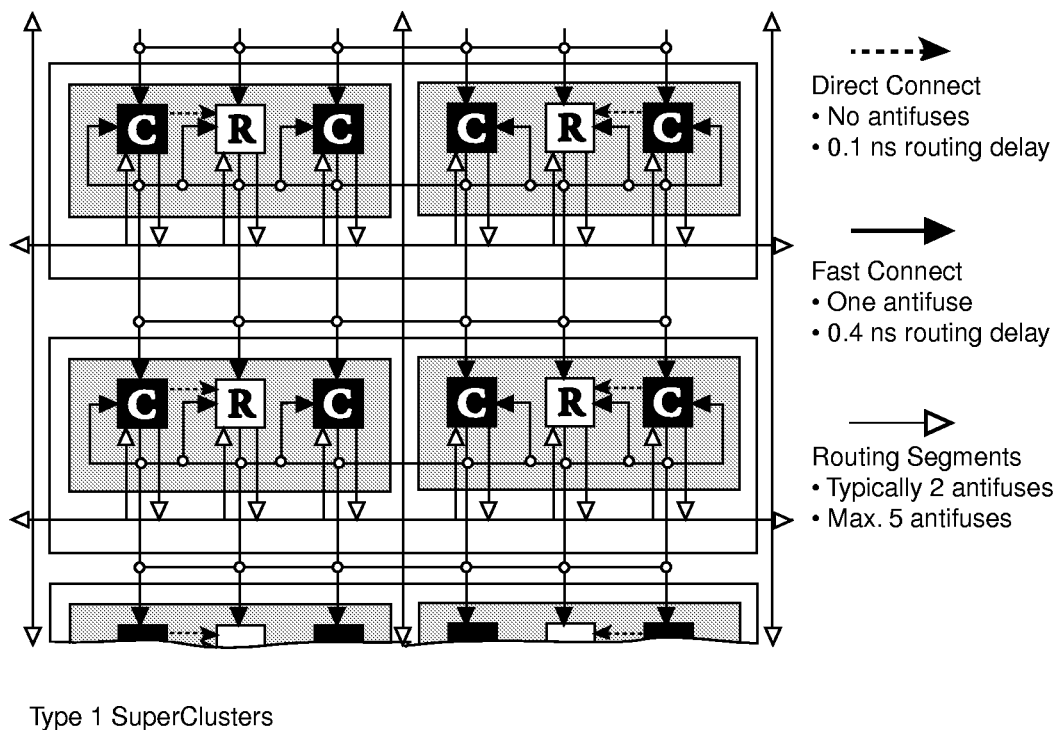 C R C C R C
Direct Connect
• No antifuses
• 0.1 ns routing delay
Fast Connect
• One antifuse
• 0.4 ns routing delay
C R C C R C
Routing Segments
• Typically 2 antifuses
• Max. 5 antifuses
Type 1 SuperClusters